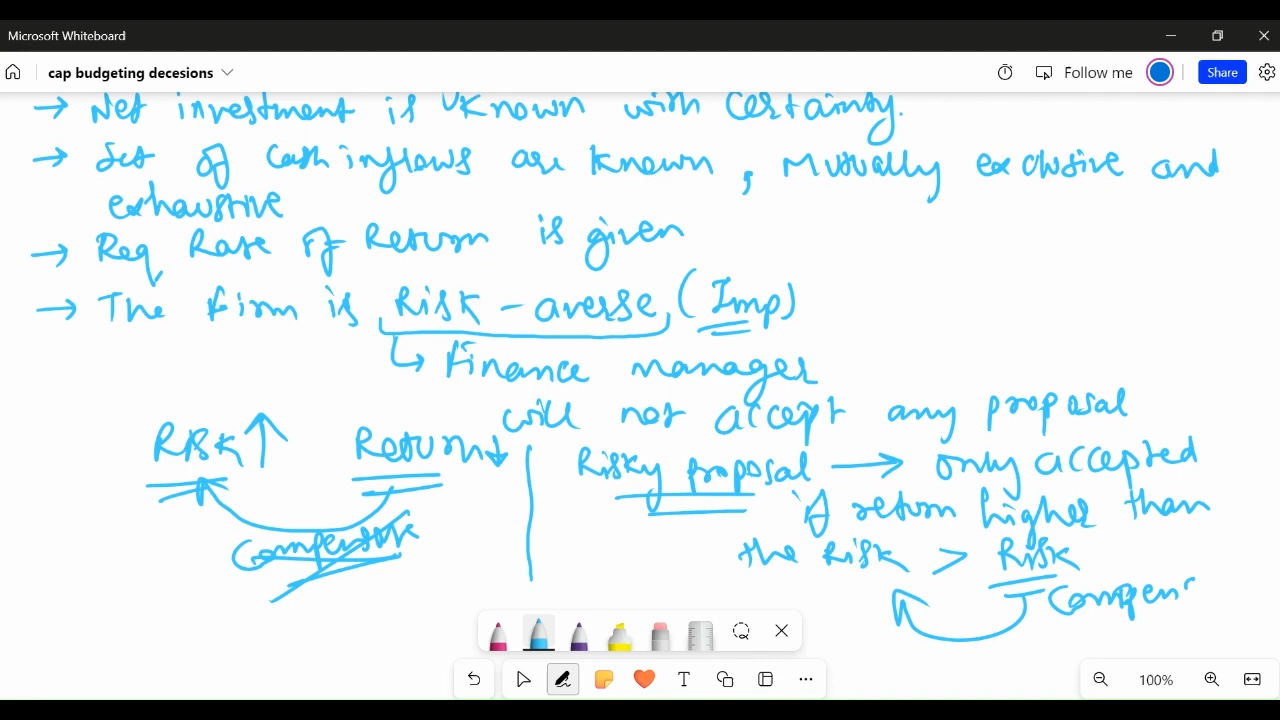 Microsoft Whiteboard
cap budgeting decesions
Follow me
Share
→ Net investment is known with Certainty.
→ Set of Cash inflows are known, Mutually exclusive and
exhaustive
→ Req Rate of Return is given
→ The firm is Risk - averse, (Imp)
↳ Finance manager
will not accept any proposal
Risk ↑ Return ↓
Compensate
Risky proposal → only accepted
if return higher than
the Risk > Risk
Compen
100%